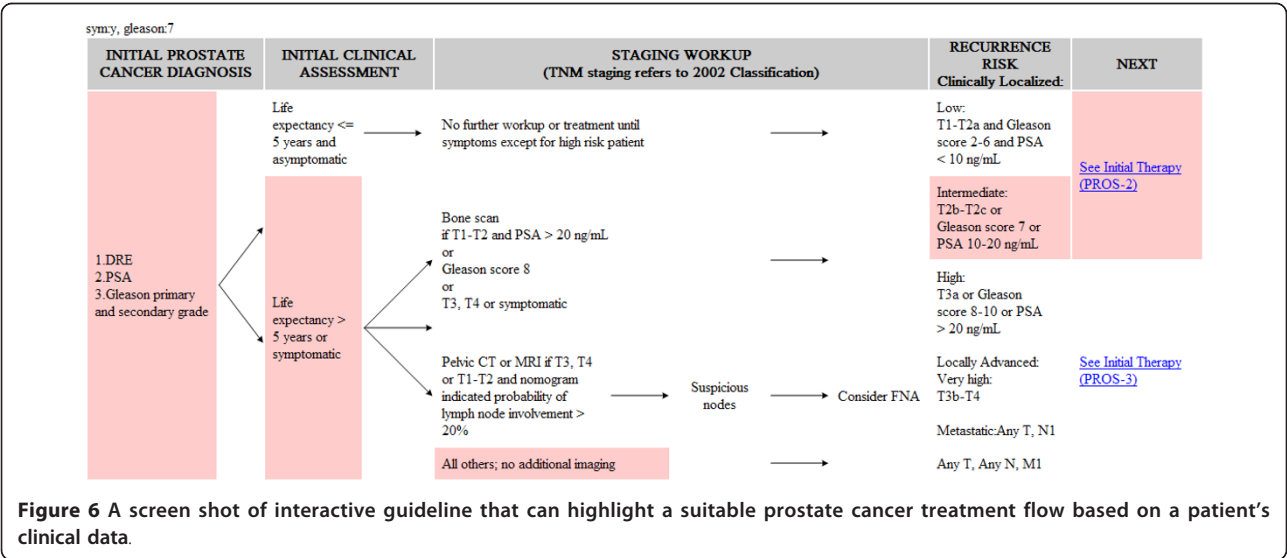 sym:y, gleason:7
INITIAL PROSTATE
CANCER DIAGNOSIS
INITIAL CLINICAL
ASSESSMENT
STAGING WORKUP
(TNM staging refers to 2002 Classification)
RECURRENCE
RISK
Clinically Localized:
NEXT
1.DRE
2.PSA
3.Gleason primary
and secondary grade
Life
expectancy <=
5 years and
asymptomatic
Life
expectancy >
5 years or
symptomatic
No further workup or treatment until
symptoms except for high risk patient
Bone scan
if T1-T2 and PSA > 20 ng/mL
or
Gleason score 8
or
T3, T4 or symptomatic
Pelvic CT or MRI if T3, T4
or T1-T2 and nomogram
indicated probability of
lymph node involvement >
20%
Suspicious
nodes
Consider FNA
All others; no additional imaging
Low:
T1-T2a and Gleason
score 2-6 and PSA
< 10 ng/mL
Intermediate:
T2b-T2c or
Gleason score 7 or
PSA 10-20 ng/mL
High:
T3a or Gleason
score 8-10 or PSA
> 20 ng/mL
Locally Advanced:
Very high:
T3b-T4
Metastatic:Any T, N1
Any T, Any N, M1
See Initial Therapy
(PROS-2)
See Initial Therapy
(PROS-3)
Figure 6 A screen shot of interactive guideline that can highlight a suitable prostate cancer treatment flow based on a patient's
clinical data.